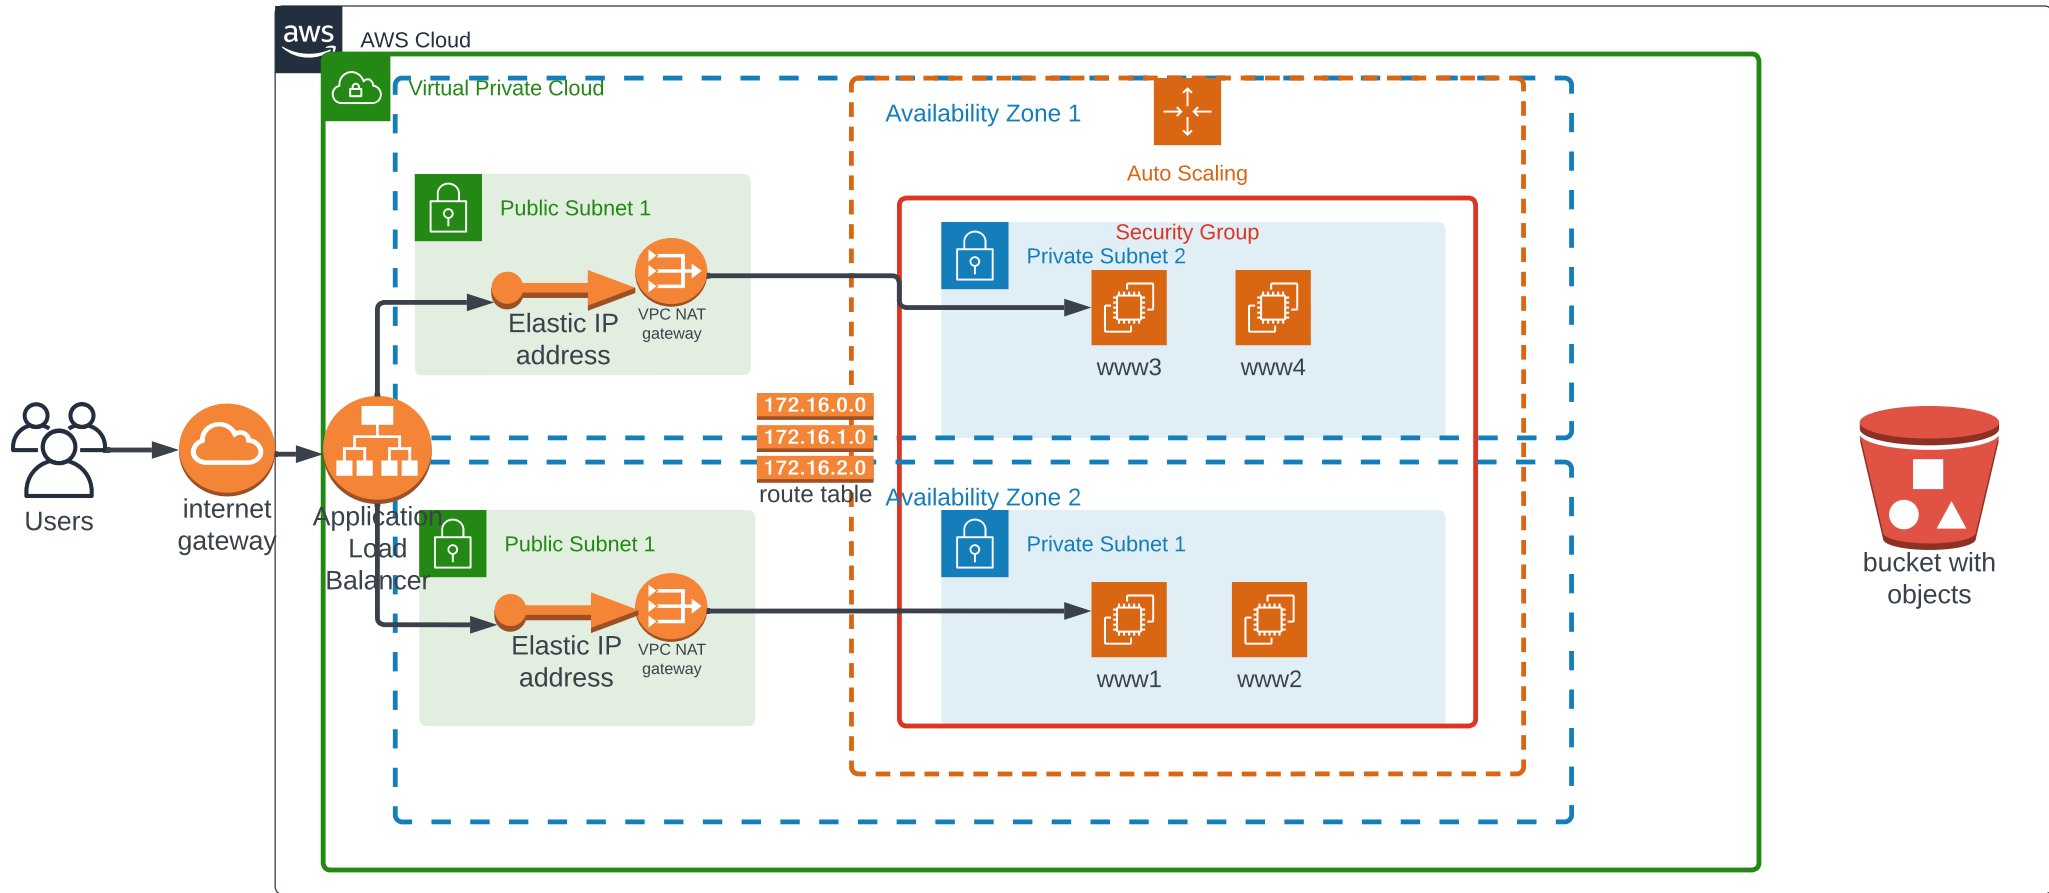 aws
AWS Cloud
Virtual Private Cloud
Availability Zone 1
Auto Scaling
Public Subnet 1
Security Group
Private Subnet 2
Elastic IP
address
VPC NAT
gateway
www3
www4
172.16.0.0
172.16.1.0
172.16.2.0
route table
Users
internet
gateway
Application
Load
Balancer
Availability Zone 2
Public Subnet 1
Private Subnet 1
Elastic IP
address
VPC NAT
gateway
www1
www2
bucket with
objects